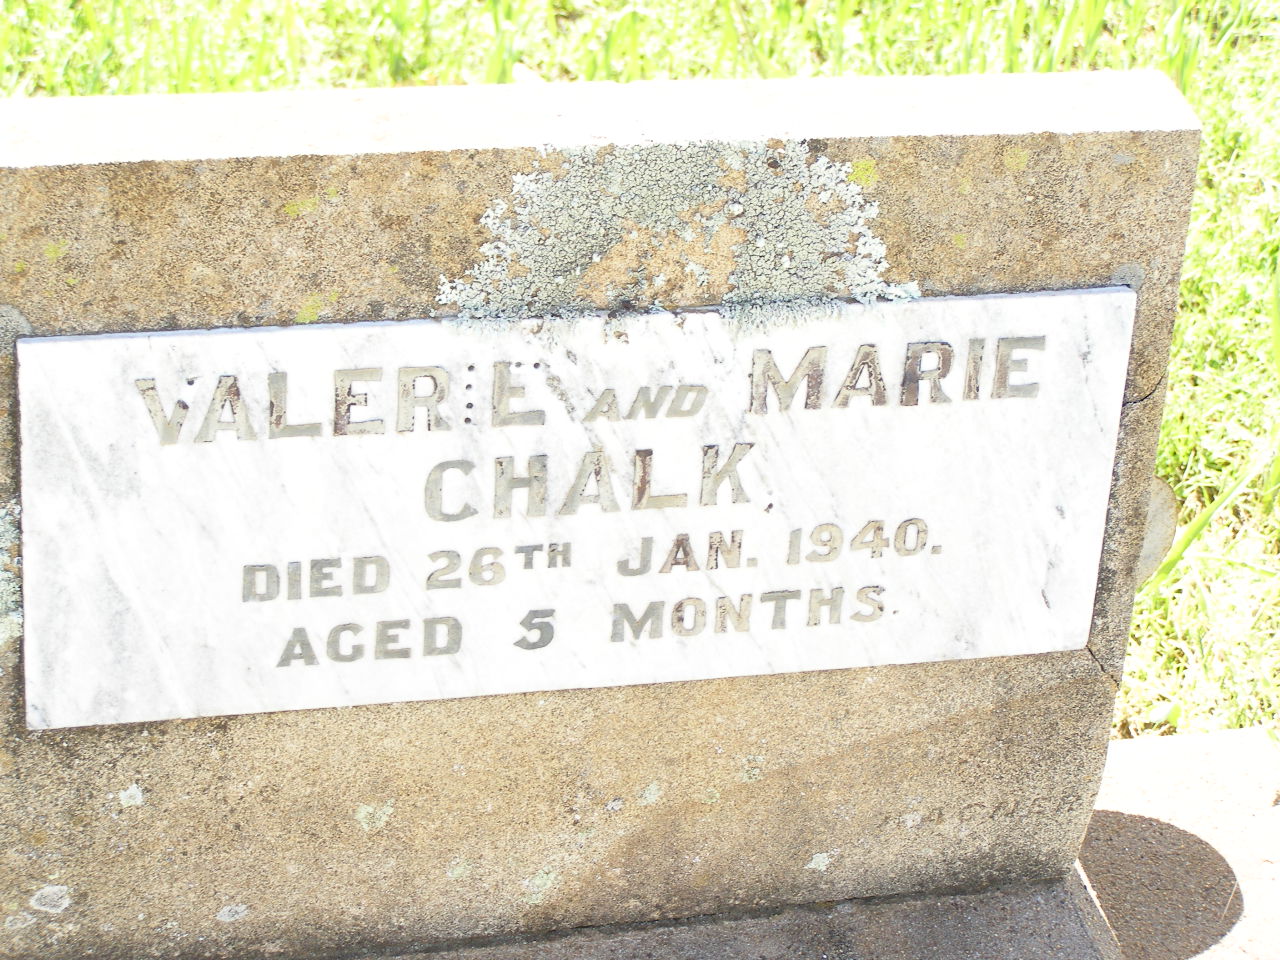 VALERIE AND MARIE
CHALK
DIED 26TH JAN. 1940.
AGED 5 MONTHS.